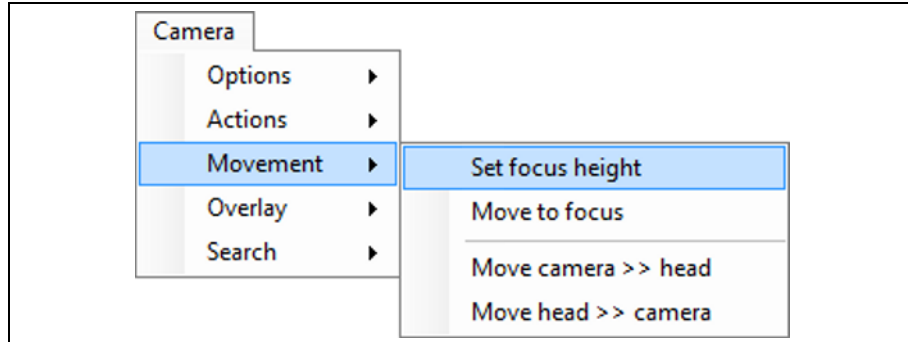 Camera
Options
Actions
Movement
Overlay
Search
Set focus height
Move to focus
Move camera >> head
Move head >> camera